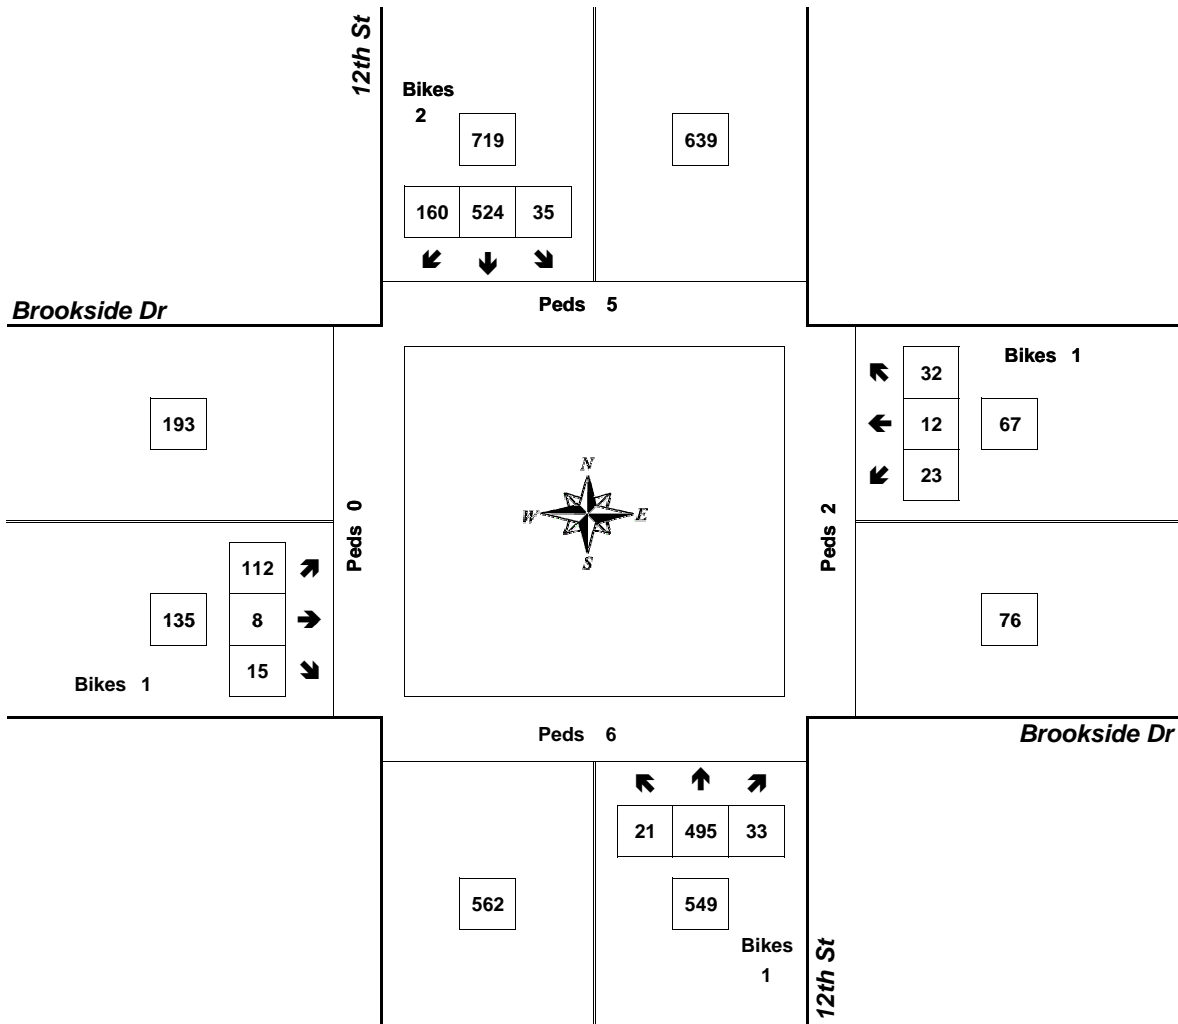 12th St
Bikes
2
719
639
160 524 35
Peds 5
Brookside Dr
Bikes 1
32
193
12 67
N
23
W E
Peds 0
Peds 2
S
112
135 8
76
15
Bikes 1
Peds 6
Brookside Dr
21 495 33
562
549
Bikes
1
12th St